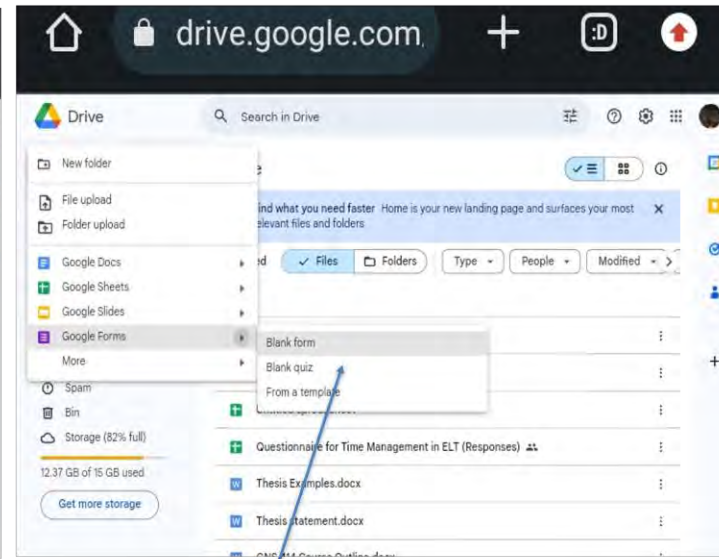 drive.google.com
:D
Drive
Search in Drive
New folder
File upload
Folder upload
Google Docs
Google Sheets
Google Slides
Google Forms
More
Blank form
Blank quiz
From a template
find what you need faster Home is your new landing page and surfaces your most
relevant files and folders
Files
Folders
Type
People
Modified
Spam
Bin
Storage (82% full)
12.37 GB of 15 GB used
Get more storage
Questionnaire for Time Management in ELT (Responses)
Thesis Examples.docx
Thesis statement.docx